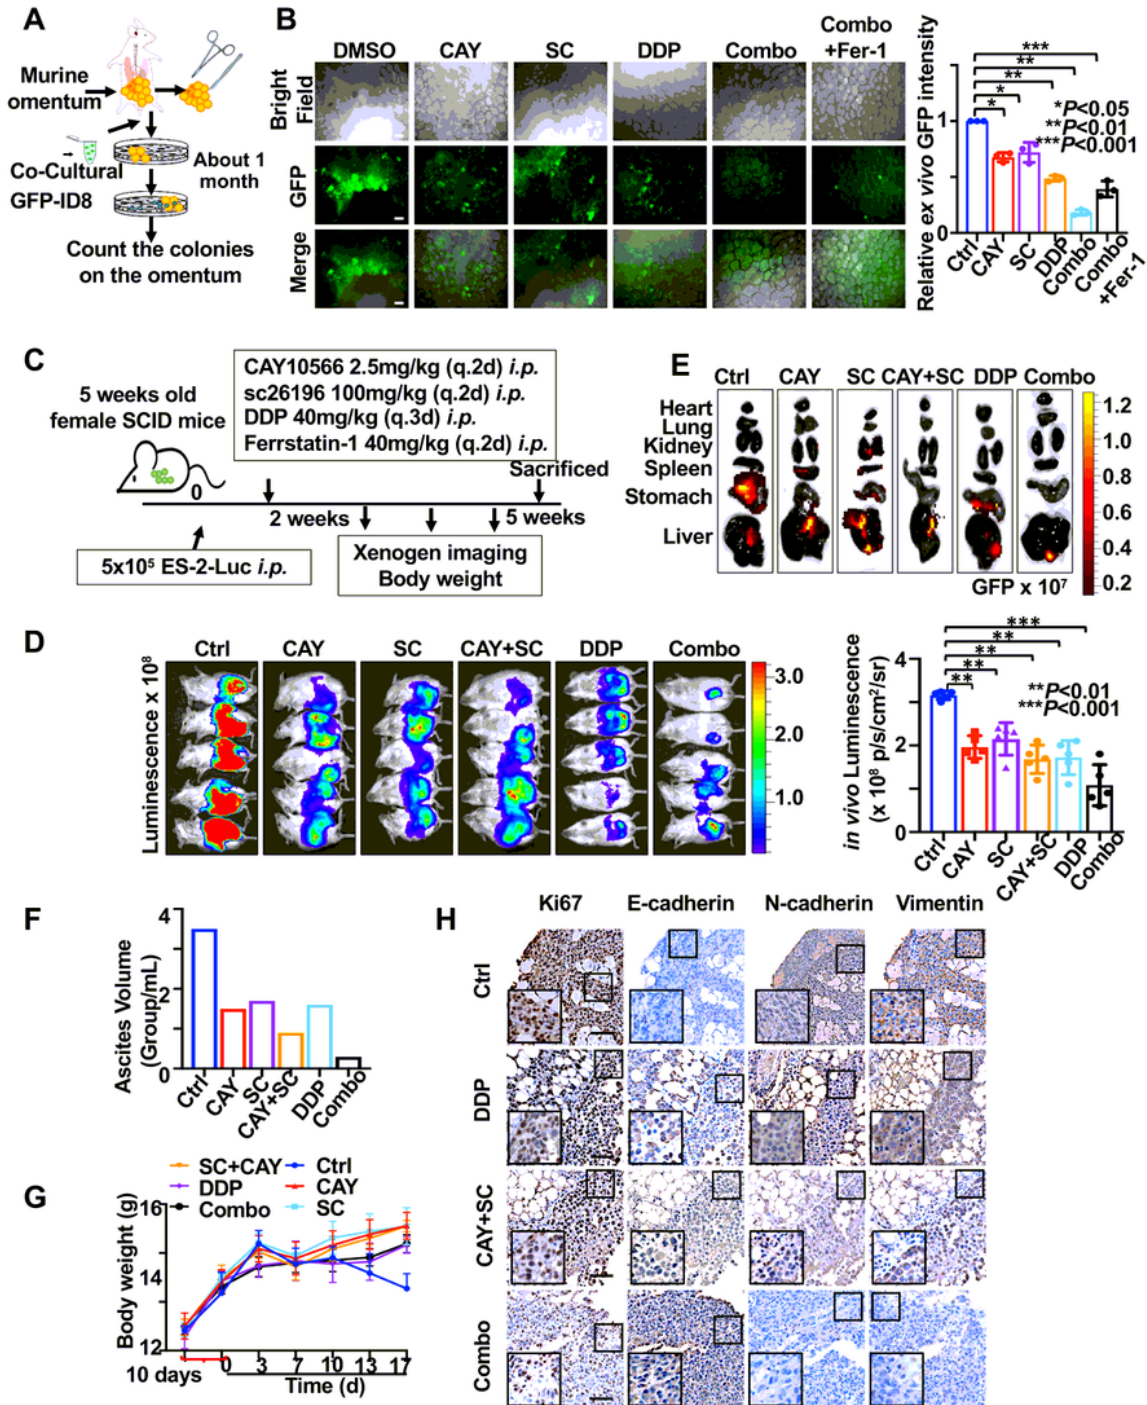 A
Murine
omentum
Co-Cultural
GFP-ID8
About 1
month
Count the colonies
on the omentum
B
DMSO CAY SC DDP Combo Combo
+Fer-1
Bright
Field
GFP
Merge
Relative ex vivo GFP intensity
***
**
**
*
*
*P<0.05
**P<0.01
***P<0.001
1
0
Ctrl
CAY
SC
DDP
Combo
Combo
+Fer-1
C
5 weeks old
female SCID mice
CAY10566 2.5mg/kg (q.2d) i.p.
sc26196 100mg/kg (q.2d) i.p.
DDP 40mg/kg (q.3d) i.p.
Ferrstatin-1 40mg/kg (q.2d) i.p.
Sacrificed
0
2 weeks
5 weeks
5x10⁵ ES-2-Luc i.p.
Xenogen imaging
Body weight
E
Ctrl CAY SC CAY+SC DDP Combo
Heart
Lung
Kidney
Spleen
Stomach
Liver
GFP x 10⁷
1.2
1.0
0.8
0.6
0.4
0.2
D
Ctrl CAY SC CAY+SC DDP Combo
Luminescence x 10⁸
3.0
2.0
1.0
in vivo Luminescence
(x 10⁸ p/s/cm²/sr)
***
**
**
**
**
**P<0.01
***P<0.001
4
2
0
Ctrl
CAY
SC
CAY+SC
DDP
Combo
F
Ascites Volume
(Group/mL)
4
2
0
Ctrl
CAY
SC
CAY+SC
DDP
Combo
G
SC+CAY Ctrl
DDP CAY
Combo SC
Body weight (g)
16
14
12
10 days 0 3 7 10 13 17
Time (d)
H
Ki67 E-cadherin N-cadherin Vimentin
Ctrl
DDP
CAY+SC
Combo